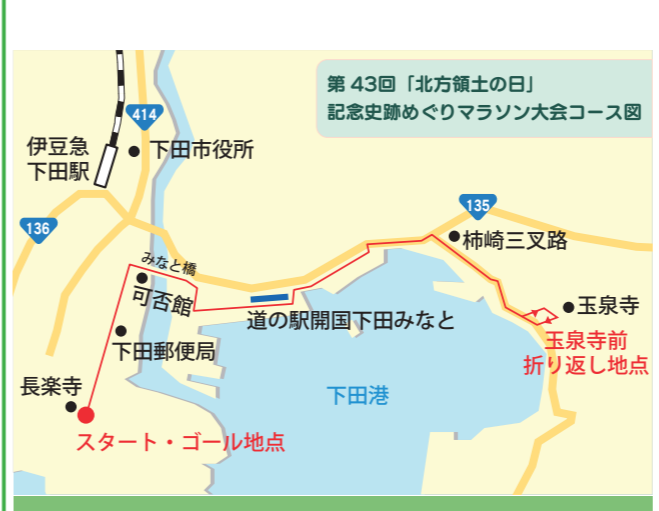 第 43回「北方領土の日」
記念史跡めぐりマラソン大会コース図
414
伊豆急
下田駅
下田市役所
136
135
柿崎三叉路
みなと橋
可否館
道の駅開国下田みなと
玉泉寺
玉泉寺前
折り返し地点
下田郵便局
長楽寺
下田港
スタート・ゴール地点